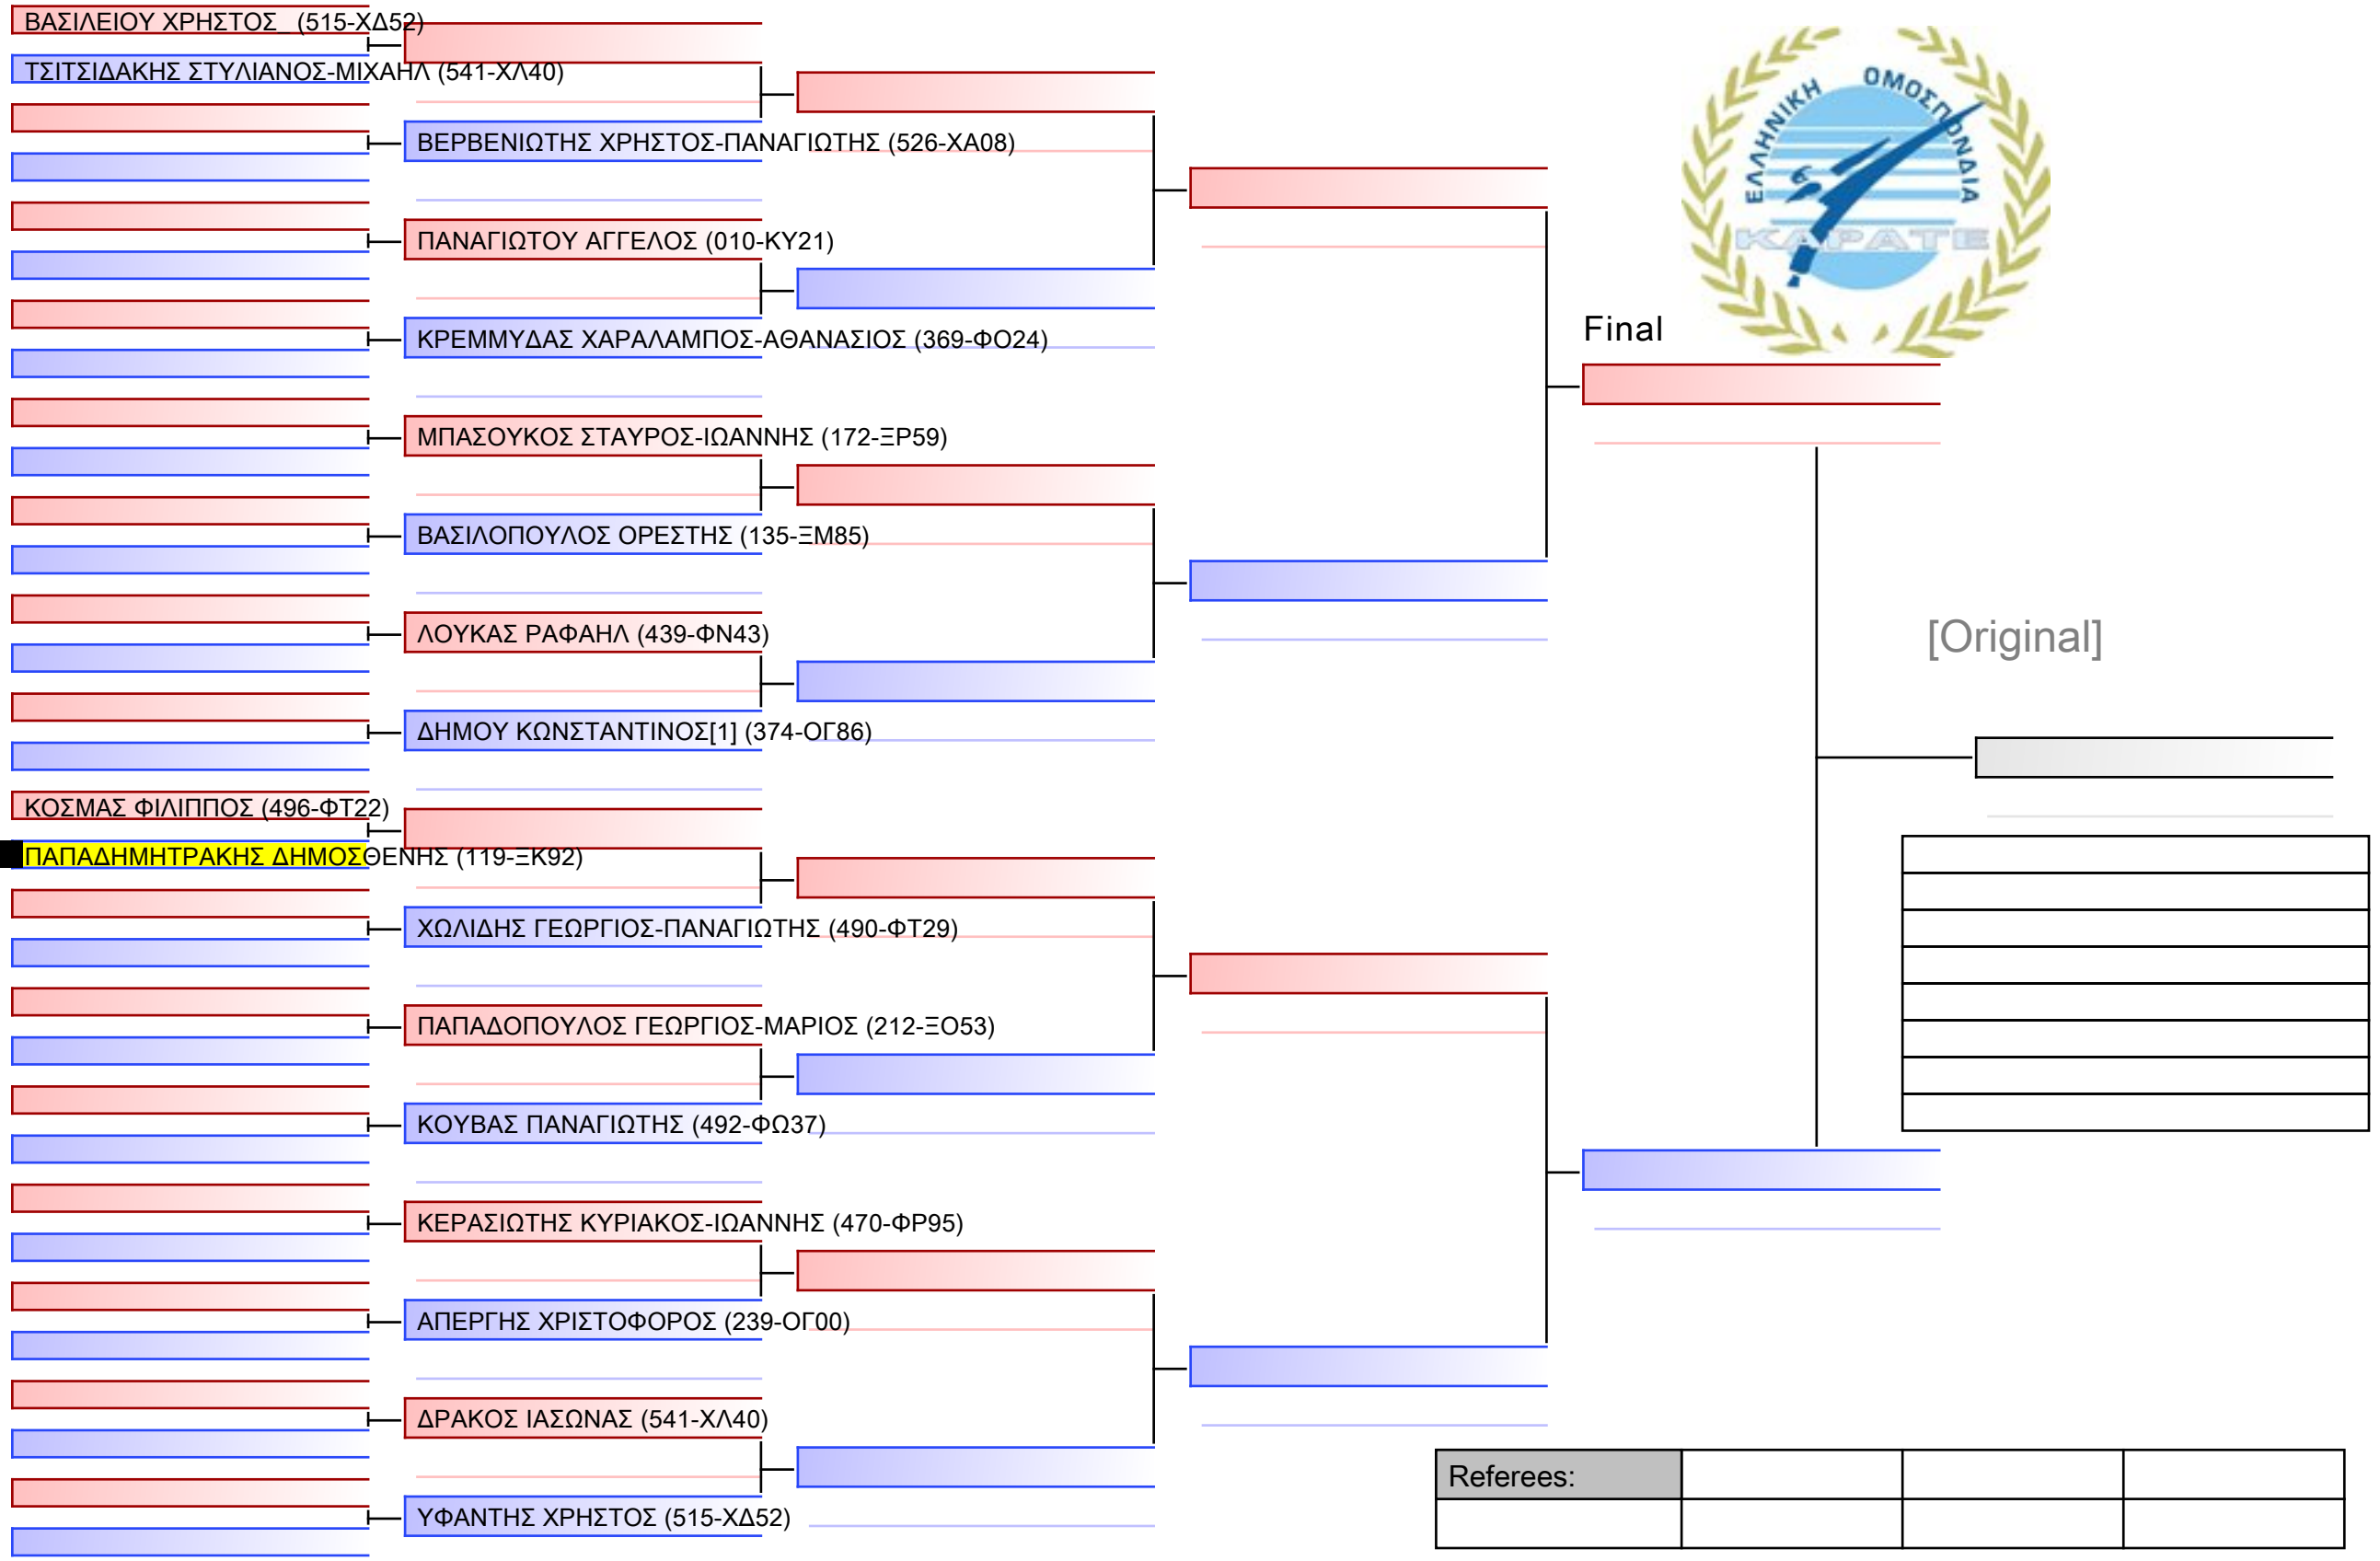 ΒΑΣΙΛΕΙΟΥ ΧΡΗΣΤΟΣ_ (515-ΧΔ52)
ΤΣΙΤΣΙΔΑΚΗΣ ΣΤΥΛΙΑΝΟΣ-ΜΙΧΑΗΛ (541-ΧΛ40)
ΒΕΡΒΕΝΙΩΤΗΣ ΧΡΗΣΤΟΣ-ΠΑΝΑΓΙΩΤΗΣ (526-ΧΑ08)
ΕΛΛΗΝΙΚΗ ΟΜΟΣΠΟΝΔΙΑ
ΚΑΡΑΤΕ
ΠΑΝΑΓΙΩΤΟΥ ΑΓΓΕΛΟΣ (010-ΚΥ21)
Final
ΚΡΕΜΜΥΔΑΣ ΧΑΡΑΛΑΜΠΟΣ-ΑΘΑΝΑΣΙΟΣ (369-ΦΟ24)
ΜΠΑΣΟΥΚΟΣ ΣΤΑΥΡΟΣ-ΙΩΑΝΝΗΣ (172-ΞΡ59)
ΒΑΣΙΛΟΠΟΥΛΟΣ ΟΡΕΣΤΗΣ (135-ΞΜ85)
ΛΟΥΚΑΣ ΡΑΦΑΗΛ (439-ΦΝ43)
[Original]
ΔΗΜΟΥ ΚΩΝΣΤΑΝΤΙΝΟΣ[1] (374-ΟΓ86)
ΚΟΣΜΑΣ ΦΙΛΙΠΠΟΣ (496-ΦΤ22)
ΠΑΠΑΔΗΜΗΤΡΑΚΗΣ ΔΗΜΟΣΘΕΝΗΣ (119-ΞΚ92)
ΧΩΛΙΔΗΣ ΓΕΩΡΓΙΟΣ-ΠΑΝΑΓΙΩΤΗΣ (490-ΦΤ29)
ΠΑΠΑΔΟΠΟΥΛΟΣ ΓΕΩΡΓΙΟΣ-ΜΑΡΙΟΣ (212-ΞΟ53)
ΚΟΥΒΑΣ ΠΑΝΑΓΙΩΤΗΣ (492-ΦΩ37)
ΚΕΡΑΣΙΩΤΗΣ ΚΥΡΙΑΚΟΣ-ΙΩΑΝΝΗΣ (470-ΦΡ95)
ΑΠΕΡΓΗΣ ΧΡΙΣΤΟΦΟΡΟΣ (239-ΟΓ00)
ΔΡΑΚΟΣ ΙΑΣΩΝΑΣ (541-ΧΛ40)
Referees:
ΥΦΑΝΤΗΣ ΧΡΗΣΤΟΣ (515-ΧΔ52)